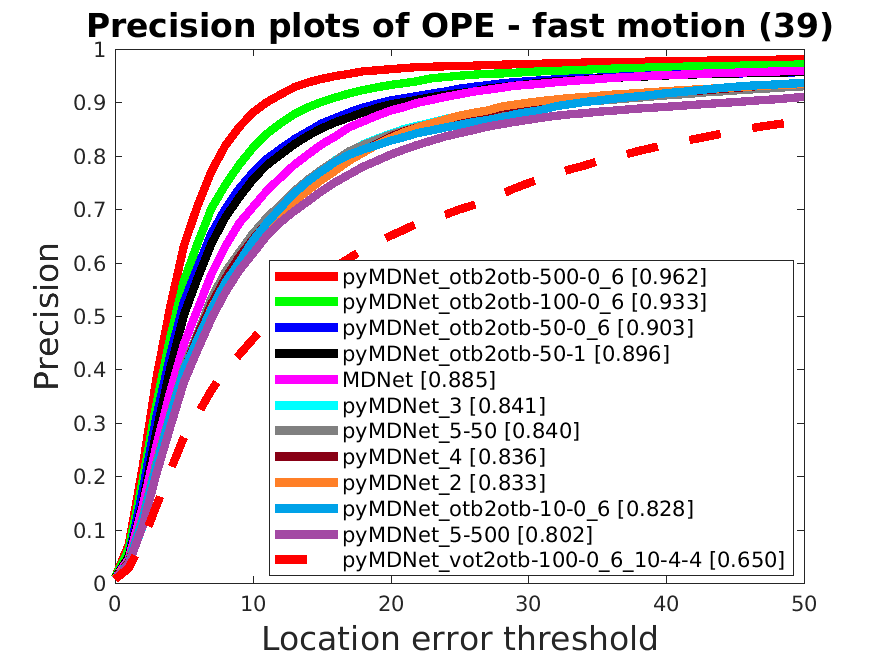 Precision plots of OPE - fast motion (39)
1
0.9
0.8
0.7
0.6
0.5
0.4
0.3
0.2
0.1
0
Precision
pyMDNet_otb2otb-500-0_6 [0.962]
pyMDNet_otb2otb-100-0_6 [0.933]
pyMDNet_otb2otb-50-0_6 [0.903]
pyMDNet_otb2otb-50-1 [0.896]
MDNet [0.885]
pyMDNet_3 [0.841]
pyMDNet_5-50 [0.840]
pyMDNet_4 [0.836]
pyMDNet_2 [0.833]
pyMDNet_otb2otb-10-0_6 [0.828]
pyMDNet_5-500 [0.802]
pyMDNet_vot2otb-100-0_6_10-4-4 [0.650]
0 10 20 30 40 50
Location error threshold